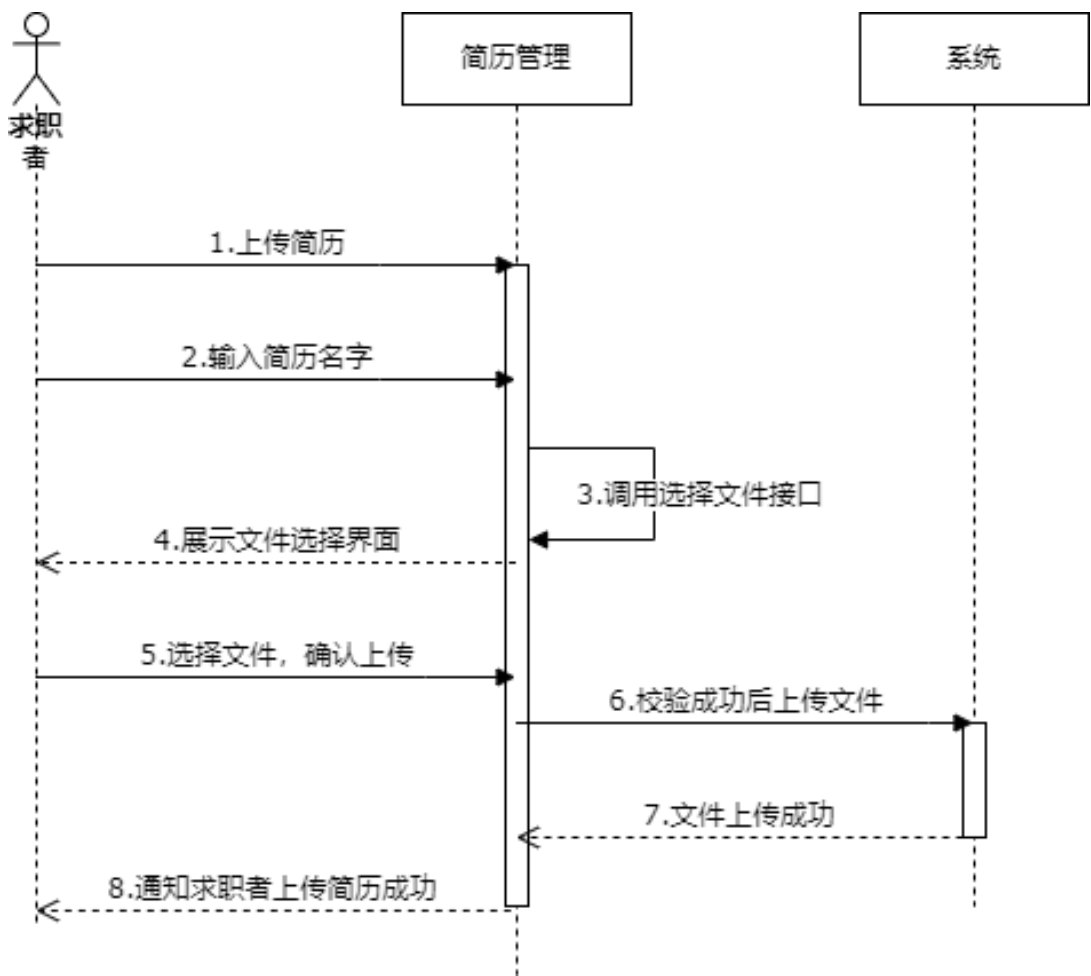 求职
者
简历管理
系统
1.上传简历
2.输入简历名字
3.调用选择文件接口
4.展示文件选择界面
5.选择文件，确认上传
6.校验成功后上传文件
7.文件上传成功
8.通知求职者上传简历成功